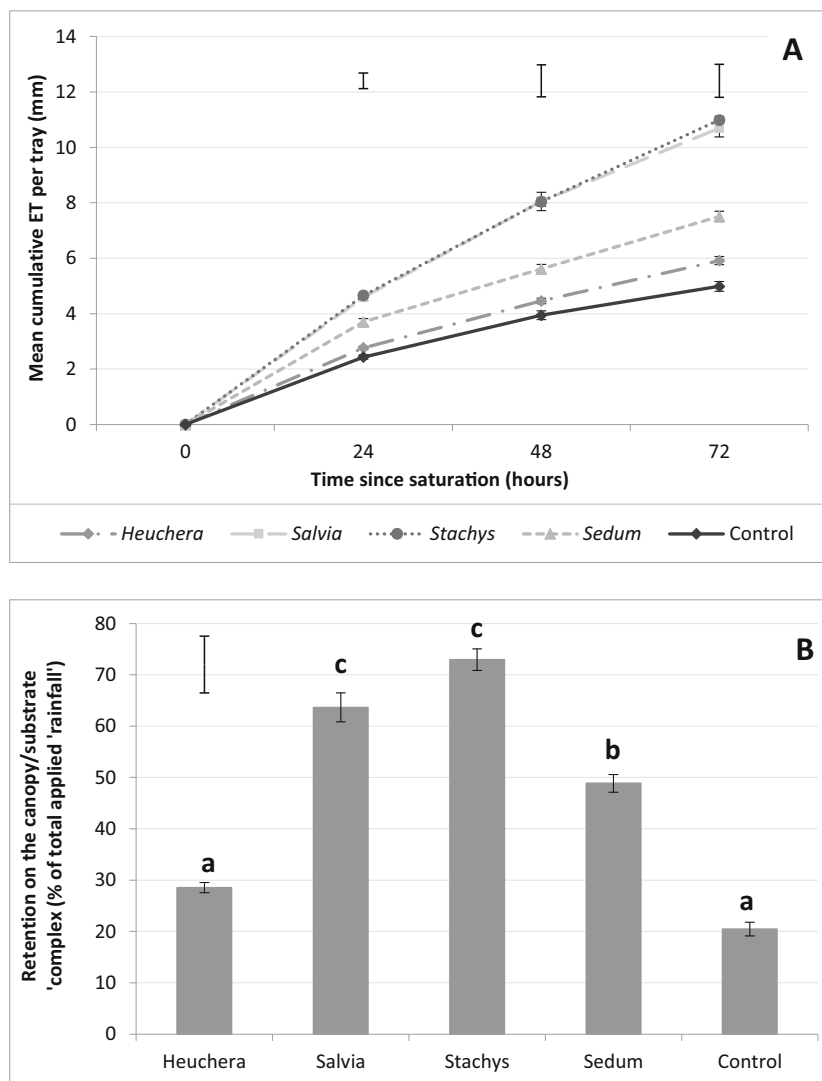 A
Mean cumulative ET per tray (mm)
14
12
10
8
6
4
2
0
0 24 48 72
Time since saturation (hours)
Heuchera Salvia Stachys Sedum Control
B
Retention on the canopy/substrate
'complex (% of total applied 'rainfall')
80
70
60
50
40
30
20
10
0
a c c b a
Heuchera Salvia Stachys Sedum Control